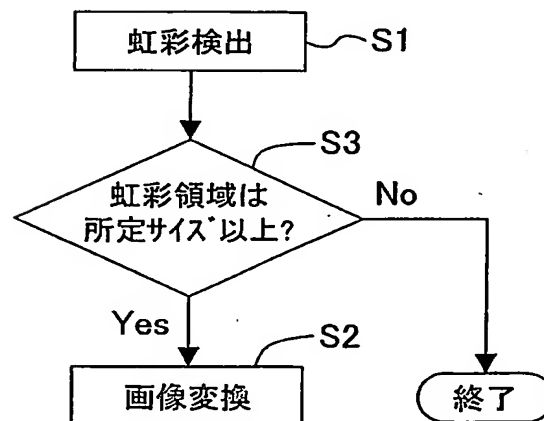 虹彩検出
S1
S3
虹彩領域は
所定サイズ以上?
No
Yes
S2
画像変換
終了